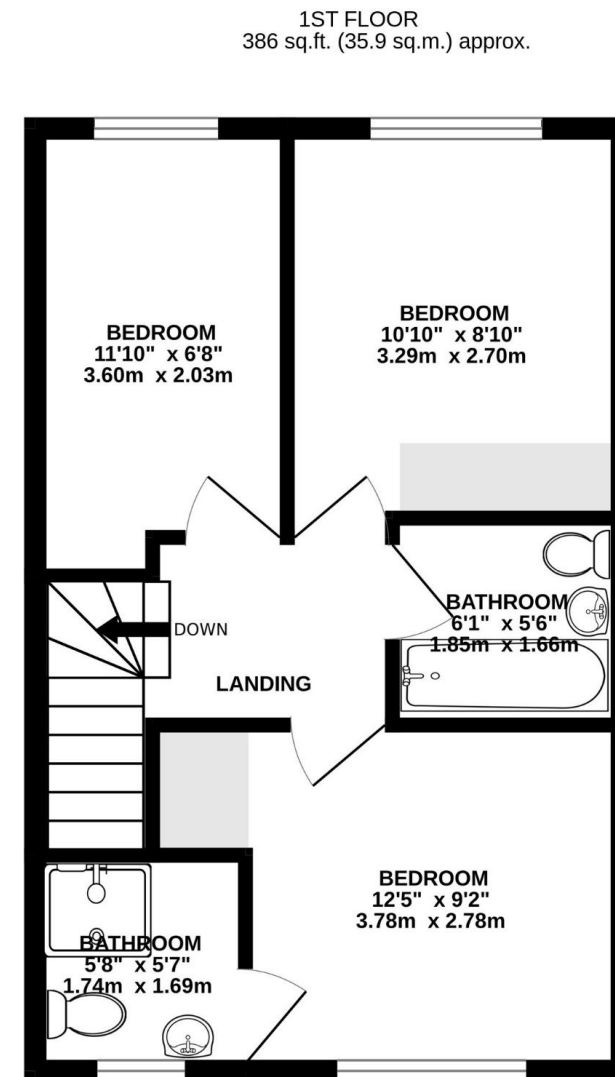 1ST FLOOR
386 sq.ft. (35.9 sq.m.) approx.
BEDROOM
11'10" x 6'8"
3.60m x 2.03m
BEDROOM
10'10" x 8'10"
3.29m x 2.70m
BATHROOM
6'1" x 5'6"
1.85m x 1.66m
DOWN
LANDING
BEDROOM
12'5" x 9'2"
3.78m x 2.78m
BATHROOM
5'8" x 5'7"
1.74m x 1.69m